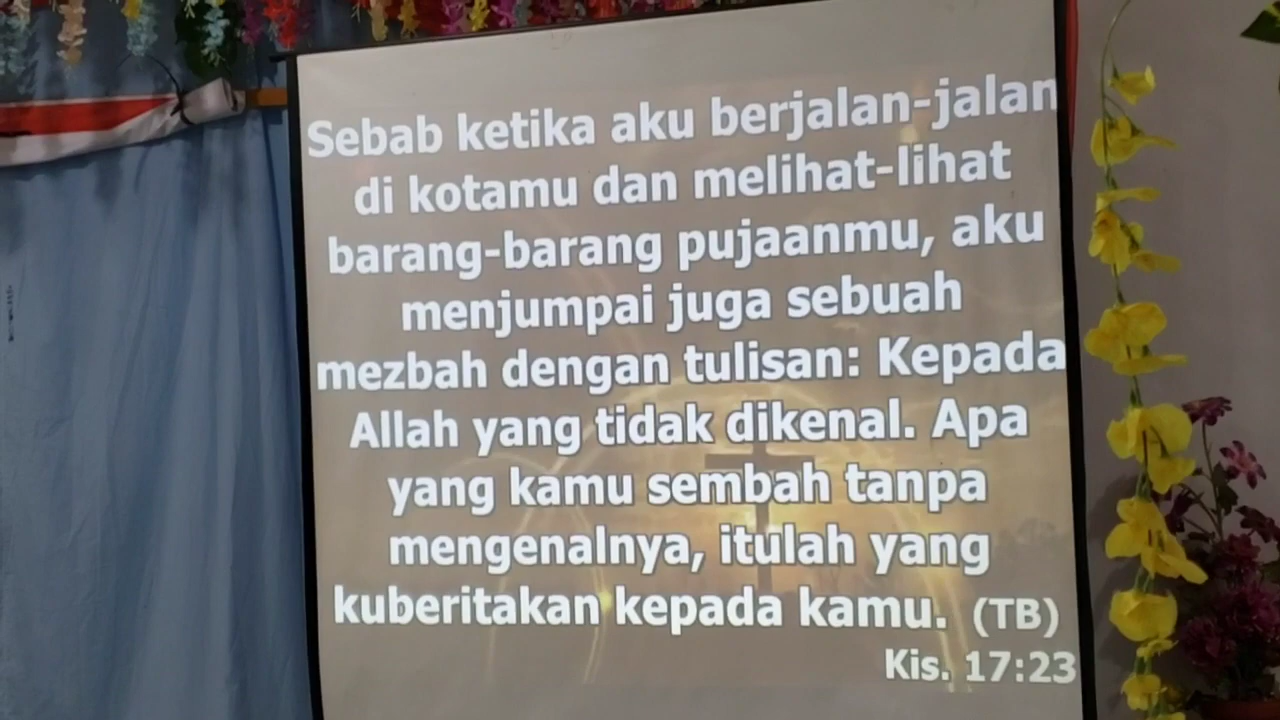 Sebab ketika aku berjalan-jalan
di kotamu dan melihat-lihat
barang-barang pujaanmu, aku
menjumpai juga sebuah
mezbah dengan tulisan: Kepada
Allah yang tidak dikenal. Apa
yang kamu sembah tanpa
mengenalnya, itulah yang
kuberitakan kepada kamu. (TB)
Kis. 17:23